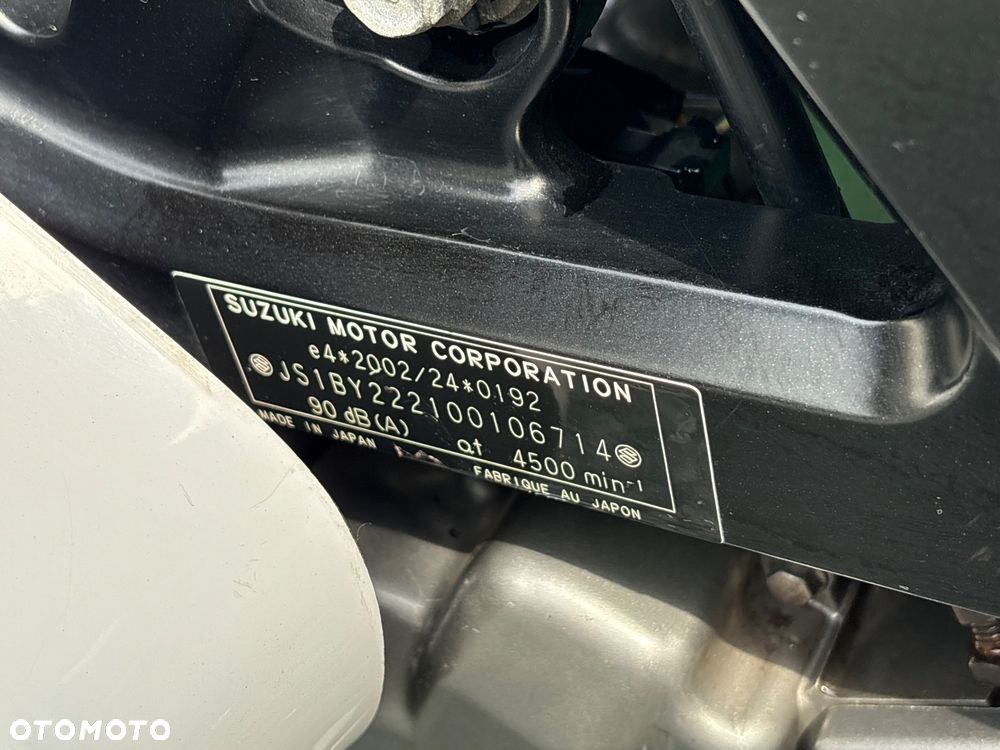 SUZUKI MOTOR CORPORATION
e4*2002/24*0192
JS1BY222100106714
90 dB(A) at 4500 min-1
MADE IN JAPAN FABRIQUE AU JAPON
OTOMOTO